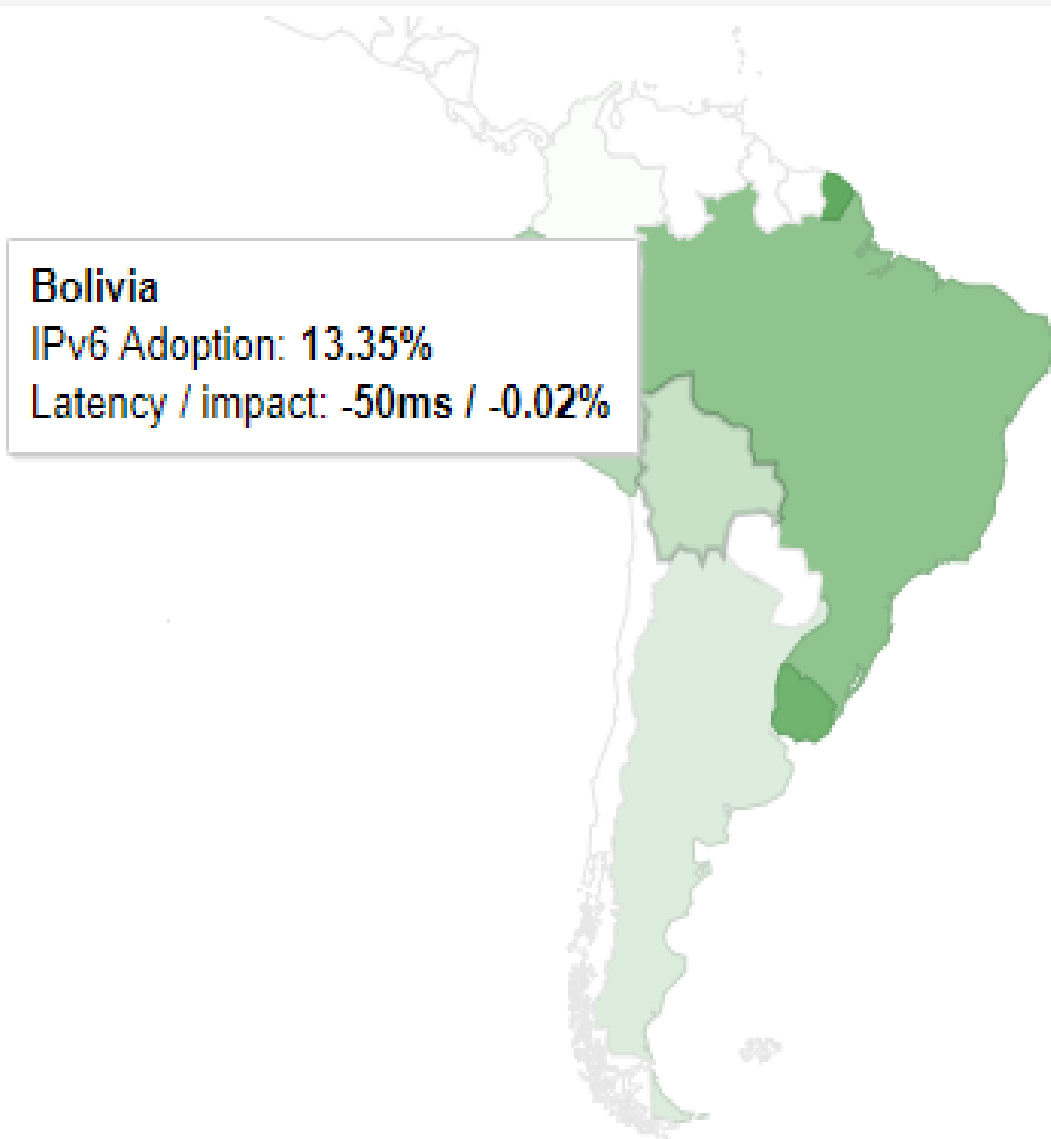 Bolivia
IPv6 Adoption: 13.35%
Latency / impact: -50ms / -0.02%